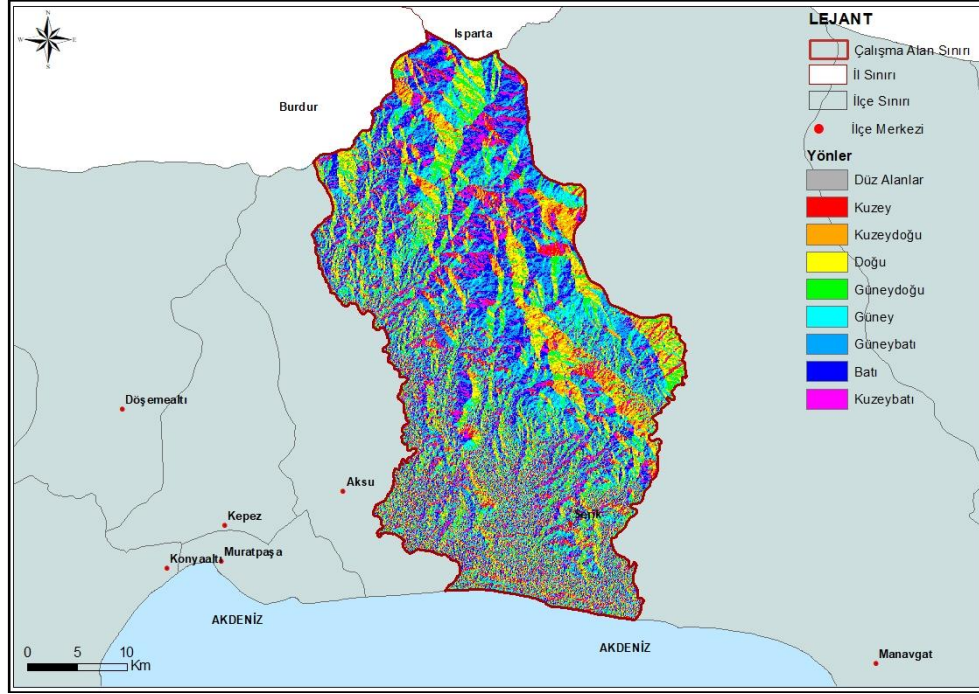 N
W
E
S
Isparta
Burdur
Döşemealtı
Aksu
Kepez
Muratpaşa
Konyaaltı
Serik
AKDENİZ
AKDENİZ
Manavgat
0 5 10
Km
LEJANT
Çalışma Alan Sınırı
İl Sınırı
İlçe Sınırı
İlçe Merkezi
Yönler
Düz Alanlar
Kuzey
Kuzeydoğu
Doğu
Güneydoğu
Güney
Güneybatı
Batı
Kuzeybatı